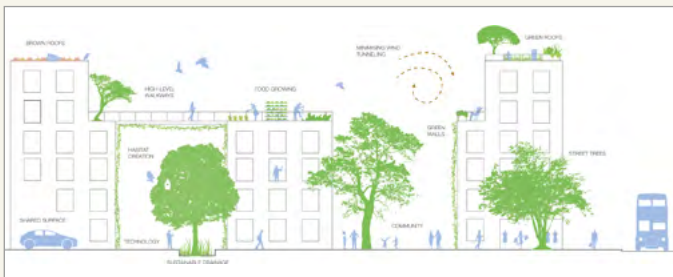 BROWN ROOFS
GREEN ROOFS
MINIMISING WIND
TUNNELING
HIGH-LEVEL
WALKWAYS
FOOD GROWING
GREEN
WALLS
HABITAT
CREATION
STREET TREES
SHARED SURFACE
COMMUNITY
TECHNOLOGY
SUSTAINABLE DRAINAGE